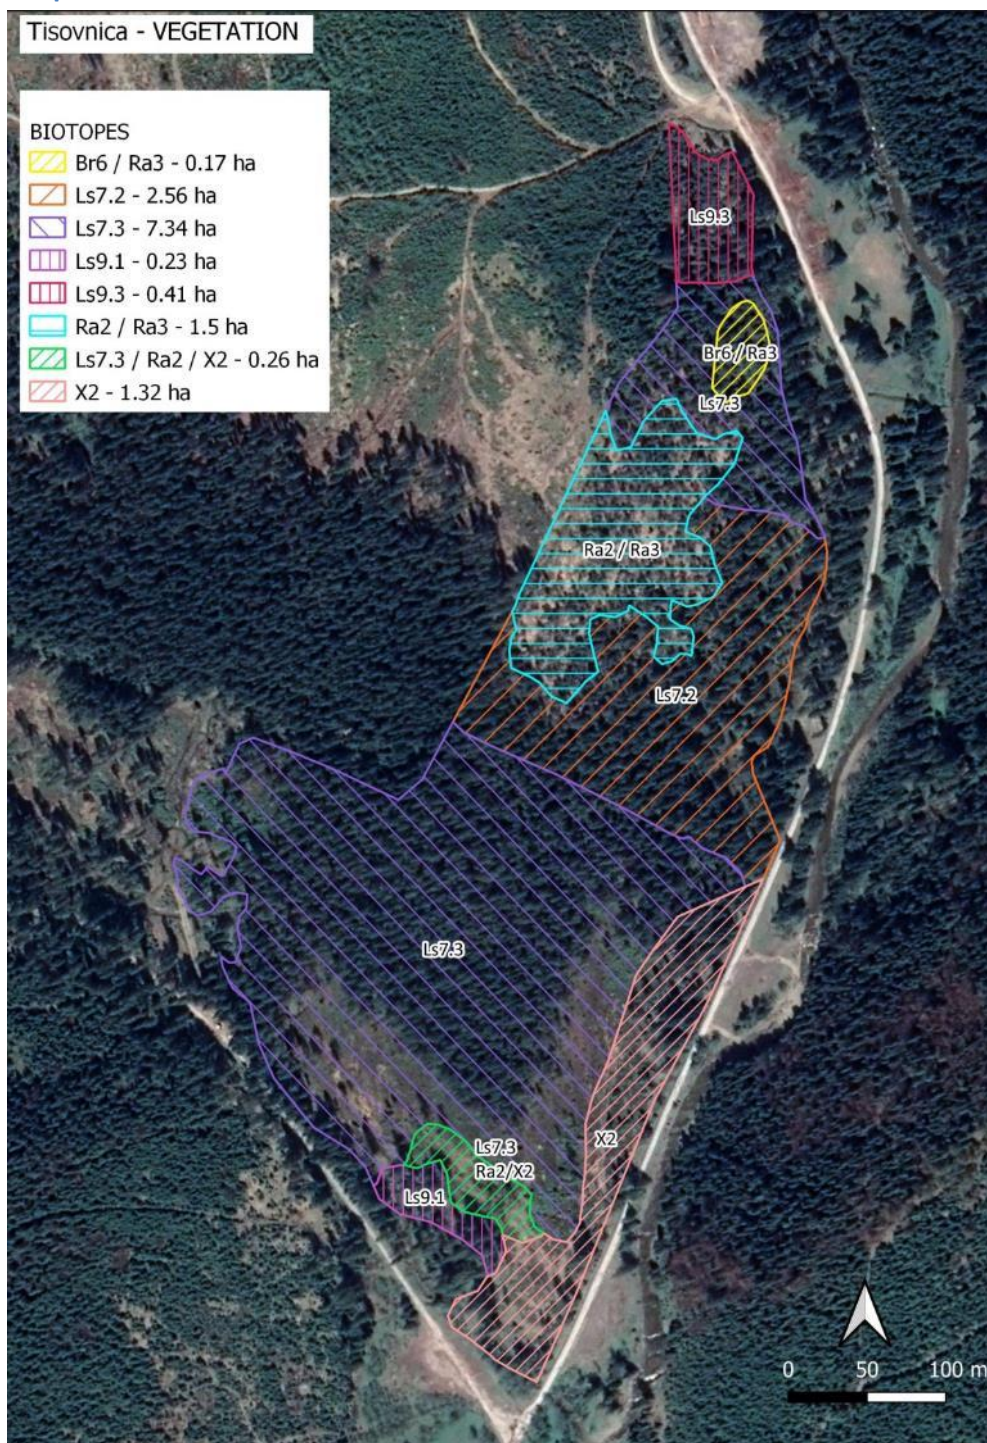 Tisovnica - VEGETATION
BIOTOPES
Br6 / Ra3 - 0.17 ha
Ls7.2 - 2.56 ha
Ls7.3 - 7.34 ha
Ls9.1 - 0.23 ha
Ls9.3 - 0.41 ha
Ra2 / Ra3 - 1.5 ha
Ls7.3 / Ra2 / X2 - 0.26 ha
X2 - 1.32 ha
Ls9.3
Br6 / Ra3
Ls7.3
Ra2 / Ra3
Ls7.2
Ls7.3
X2
Ls7.3
Ra2/X2
Ls9.1
0 50 100 m